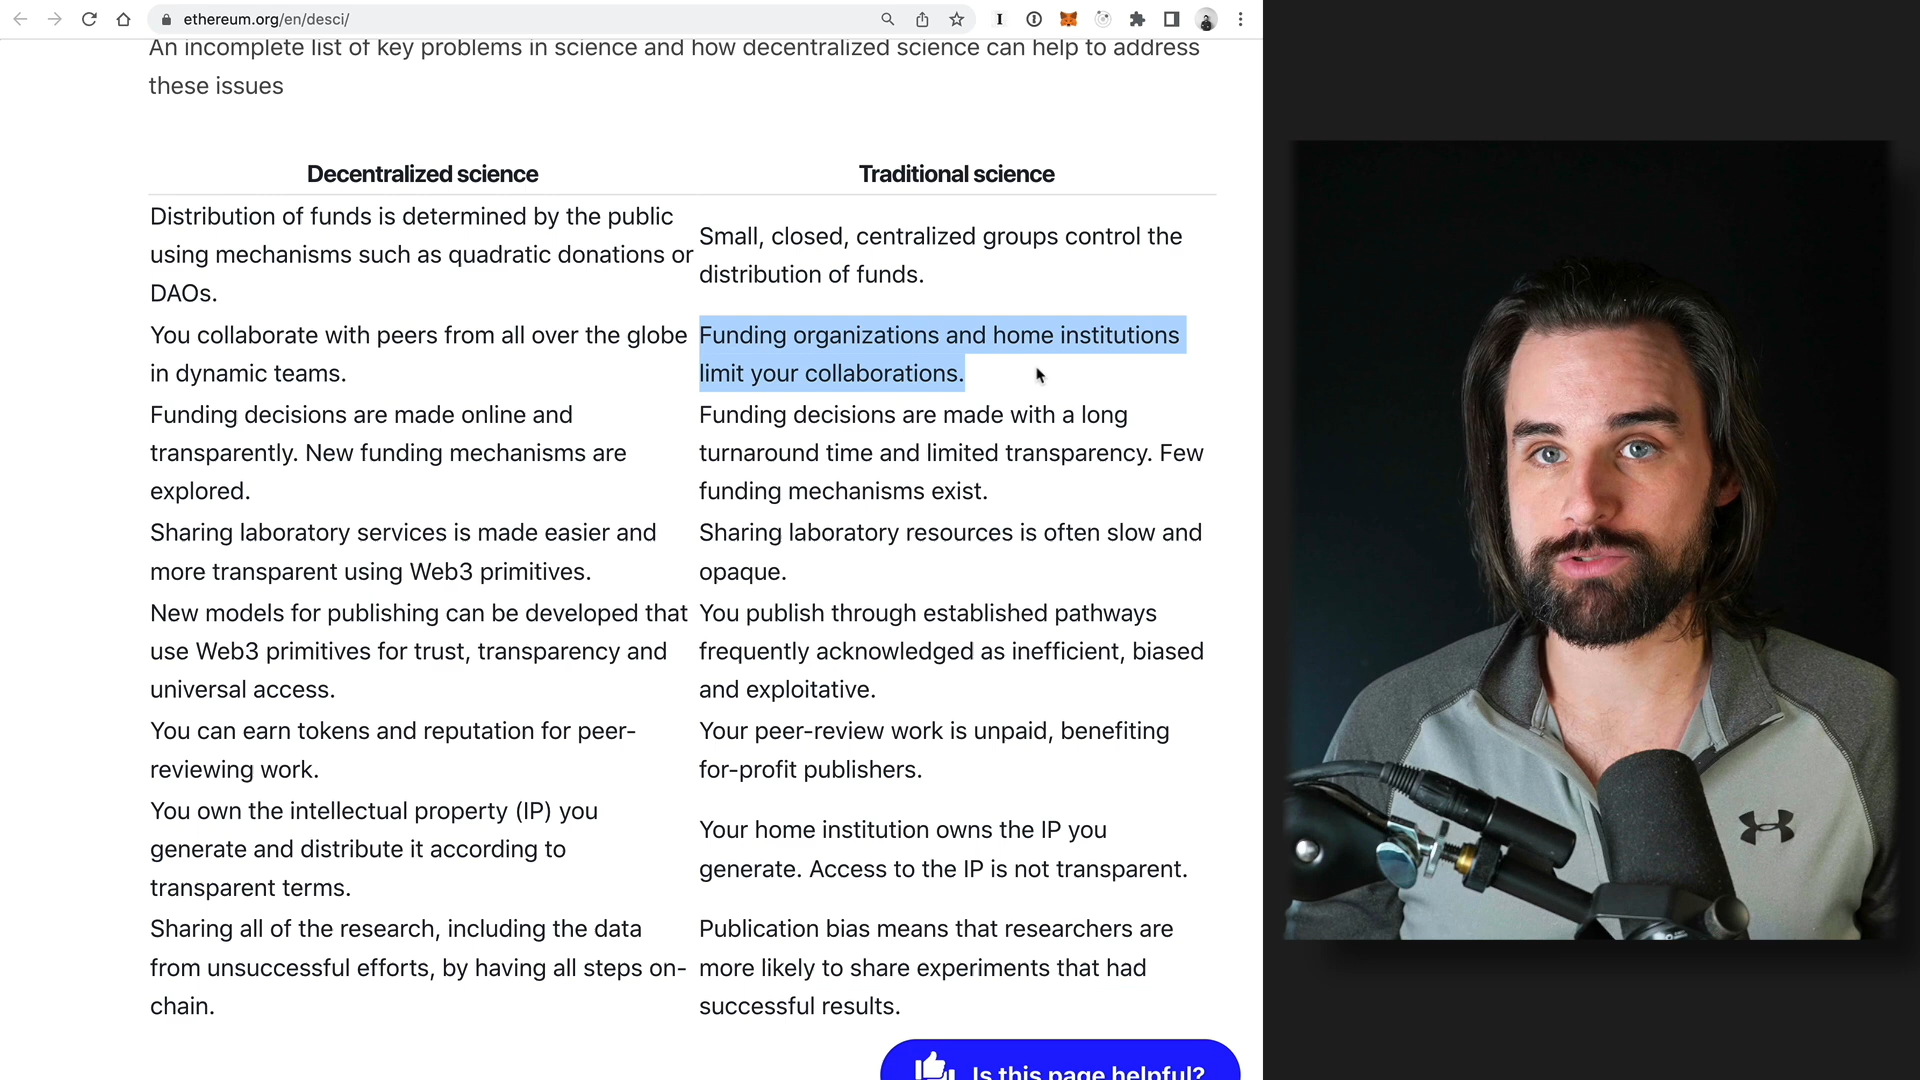 ethereum.org/en/desci/
An incomplete list of key problems in science and how decentralized science can help to address
these issues
Decentralized science
Traditional science
Distribution of funds is determined by the public
using mechanisms such as quadratic donations or
DAOs.
Small, closed, centralized groups control the
distribution of funds.
You collaborate with peers from all over the globe
in dynamic teams.
Funding organizations and home institutions
limit your collaborations.
Funding decisions are made online and
transparently. New funding mechanisms are
explored.
Funding decisions are made with a long
turnaround time and limited transparency. Few
funding mechanisms exist.
Sharing laboratory services is made easier and
more transparent using Web3 primitives.
Sharing laboratory resources is often slow and
opaque.
New models for publishing can be developed that
use Web3 primitives for trust, transparency and
universal access.
You publish through established pathways
frequently acknowledged as inefficient, biased
and exploitative.
You can earn tokens and reputation for peer-
reviewing work.
Your peer-review work is unpaid, benefiting
for-profit publishers.
You own the intellectual property (IP) you
generate and distribute it according to
transparent terms.
Your home institution owns the IP you
generate. Access to the IP is not transparent.
Sharing all of the research, including the data
from unsuccessful efforts, by having all steps on-
chain.
Publication bias means that researchers are
more likely to share experiments that had
successful results.
Is this page helpful?